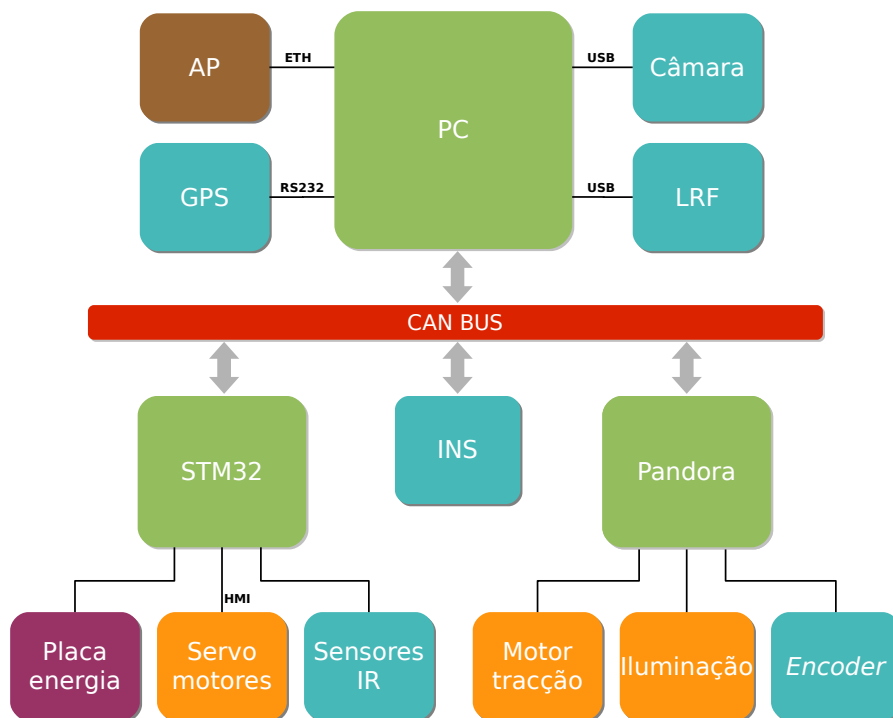 AP
ETH
PC
USB
Câmara
GPS
RS232
USB
LRF
CAN BUS
STM32
INS
Pandora
HMI
Placa
energia
Servo
motores
Sensores
IR
Motor
tracção
Iluminação
Encoder